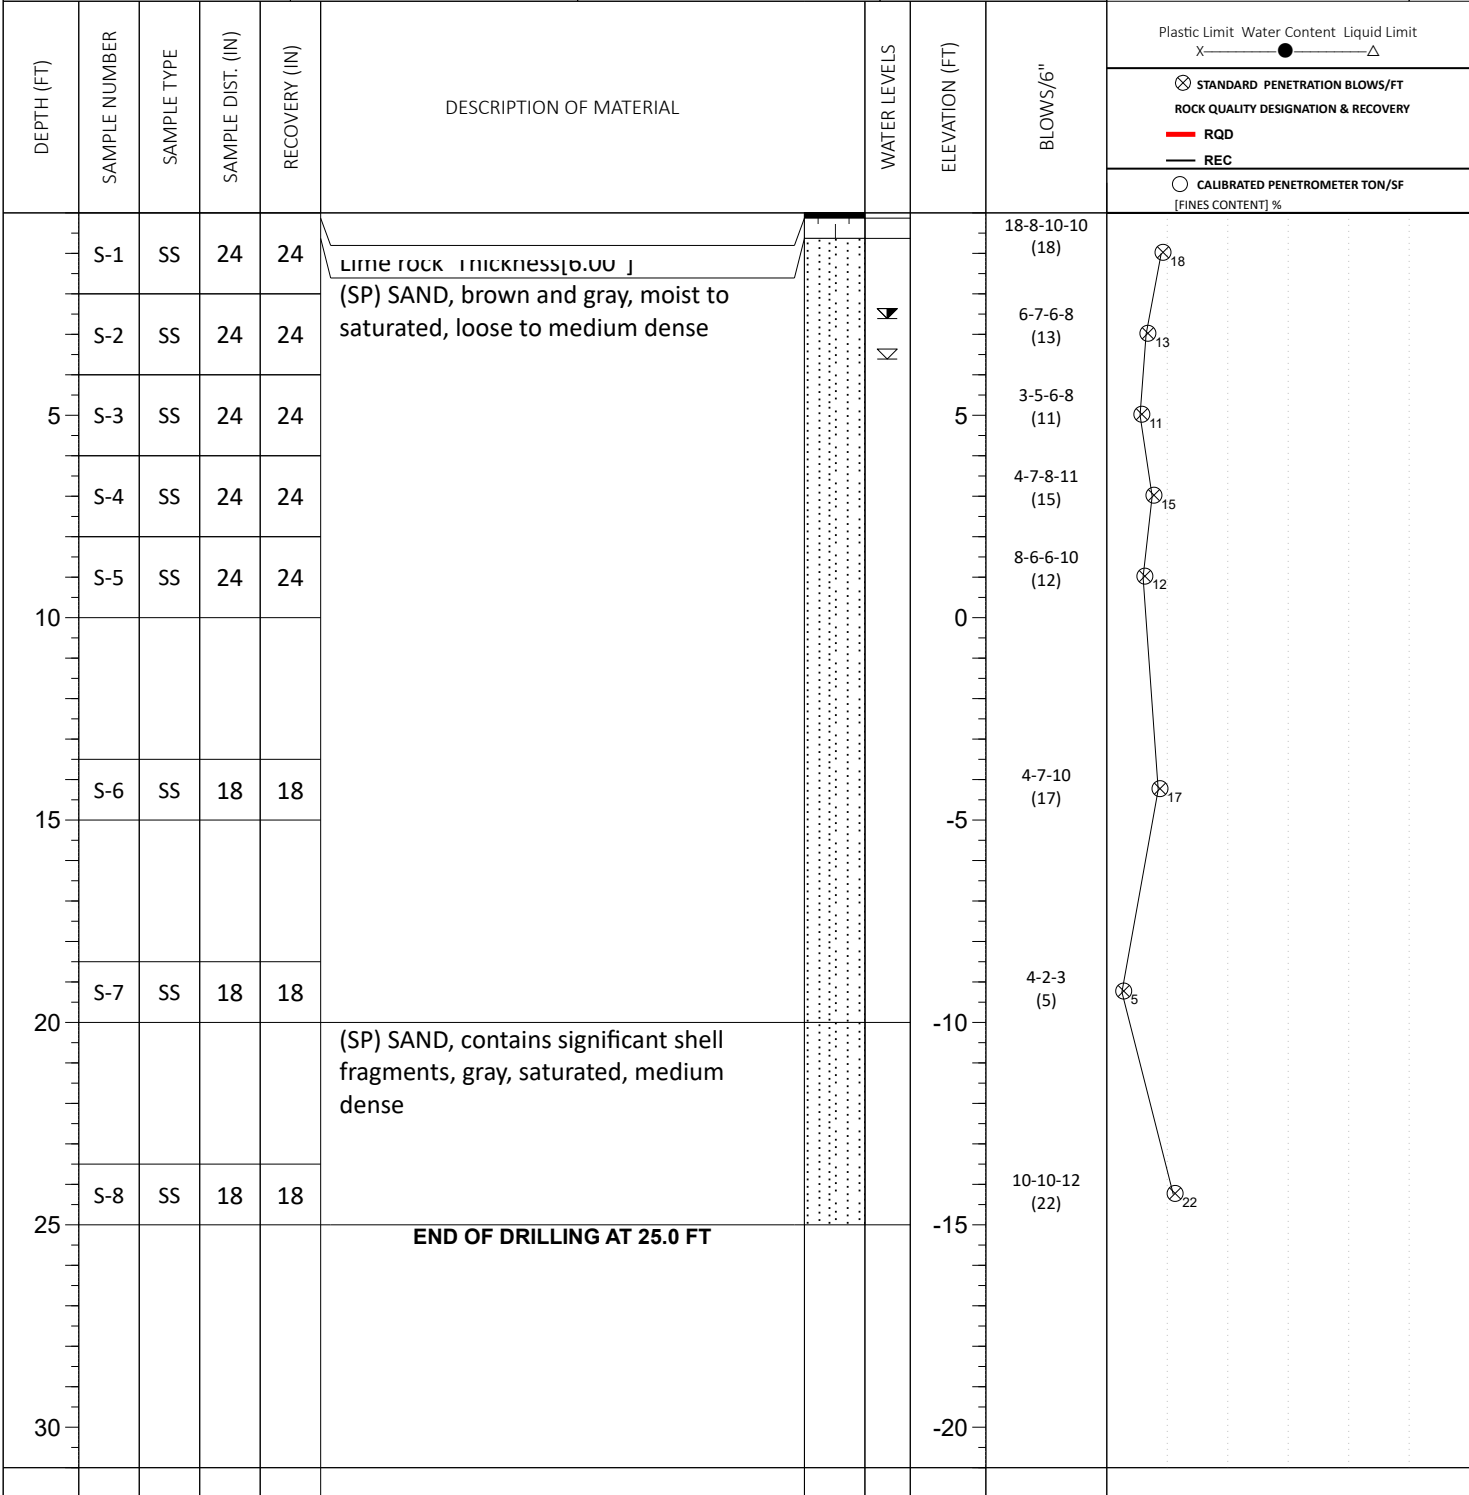 DEPTH (FT)
SAMPLE NUMBER
SAMPLE TYPE
SAMPLE DIST. (IN)
RECOVERY (IN)
DESCRIPTION OF MATERIAL
WATER LEVELS
ELEVATION (FT)
BLOWS/6"
Plastic Limit Water Content Liquid Limit
X
STANDARD PENETRATION BLOWS/FT
ROCK QUALITY DESIGNATION & RECOVERY
RQD
REC
CALIBRATED PENETROMETER TON/SF
[FINES CONTENT] %
S-1 SS 24 24
Lime rock Thickness[6.00 ]
18-8-10-10
(18)
18
(SP) SAND, brown and gray, moist to
saturated, loose to medium dense
S-2 SS 24 24
6-7-6-8
(13)
13
5 S-3 SS 24 24
5
3-5-6-8
(11)
11
S-4 SS 24 24
4-7-8-11
(15)
15
S-5 SS 24 24
8-6-6-10
(12)
12
10
0
S-6 SS 18 18
4-7-10
(17)
17
15
-5
S-7 SS 18 18
4-2-3
(5)
5
20
-10
(SP) SAND, contains significant shell
fragments, gray, saturated, medium
dense
S-8 SS 18 18
10-10-12
(22)
22
25
-15
END OF DRILLING AT 25.0 FT
30
-20